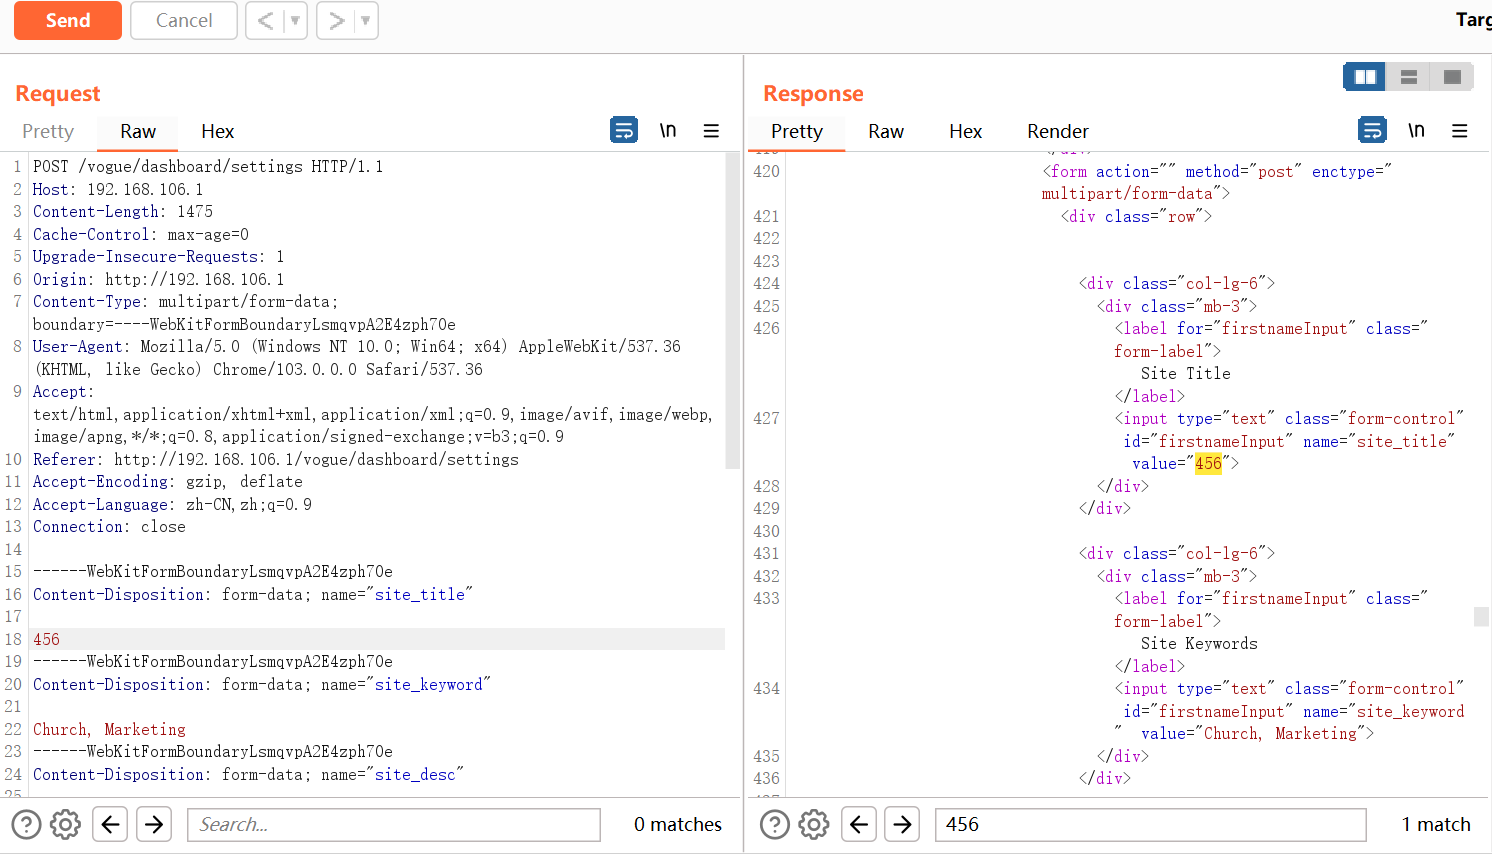 Send
Cancel
< ▼
> ▼
Request
Pretty
Raw
Hex
\n
1 POST /vogue/dashboard/settings HTTP/1.1
2 Host: 192.168.106.1
3 Content-Length: 1475
4 Cache-Control: max-age=0
5 Upgrade-Insecure-Requests: 1
6 Origin: http://192.168.106.1
7 Content-Type: multipart/form-data;
boundary=----WebKitFormBoundaryLsmqvpA2E4zph70e
8 User-Agent: Mozilla/5.0 (Windows NT 10.0; Win64; x64) AppleWebKit/537.36
(KHTML, like Gecko) Chrome/103.0.0.0 Safari/537.36
9 Accept:
text/html,application/xhtml+xml,application/xml;q=0.9,image/avif,image/webp,
image/apng,*/*;q=0.8,application/signed-exchange;v=b3;q=0.9
10 Referer: http://192.168.106.1/vogue/dashboard/settings
11 Accept-Encoding: gzip, deflate
12 Accept-Language: zh-CN,zh;q=0.9
13 Connection: close
14
15 ------WebKitFormBoundaryLsmqvpA2E4zph70e
16 Content-Disposition: form-data; name="site_title"
17
18 456
19 ------WebKitFormBoundaryLsmqvpA2E4zph70e
20 Content-Disposition: form-data; name="site_keyword"
21
22 Church, Marketing
23 ------WebKitFormBoundaryLsmqvpA2E4zph70e
24 Content-Disposition: form-data; name="site_desc"
25
Search...
0 matches
Response
Pretty
Raw
Hex
Render
\n
420 <form action="" method="post" enctype="
multipart/form-data">
421 <div class="row">
422
423
424 <div class="col-lg-6">
425 <div class="mb-3">
426 <label for="firstnameInput" class="
form-label">
Site Title
</label>
427 <input type="text" class="form-control"
id="firstnameInput" name="site_title"
value="456">
428 </div>
429 </div>
430
431 <div class="col-lg-6">
432 <div class="mb-3">
433 <label for="firstnameInput" class="
form-label">
Site Keywords
</label>
434 <input type="text" class="form-control"
id="firstnameInput" name="site_keyword
" value="Church, Marketing">
435 </div>
436 </div>
456
1 match